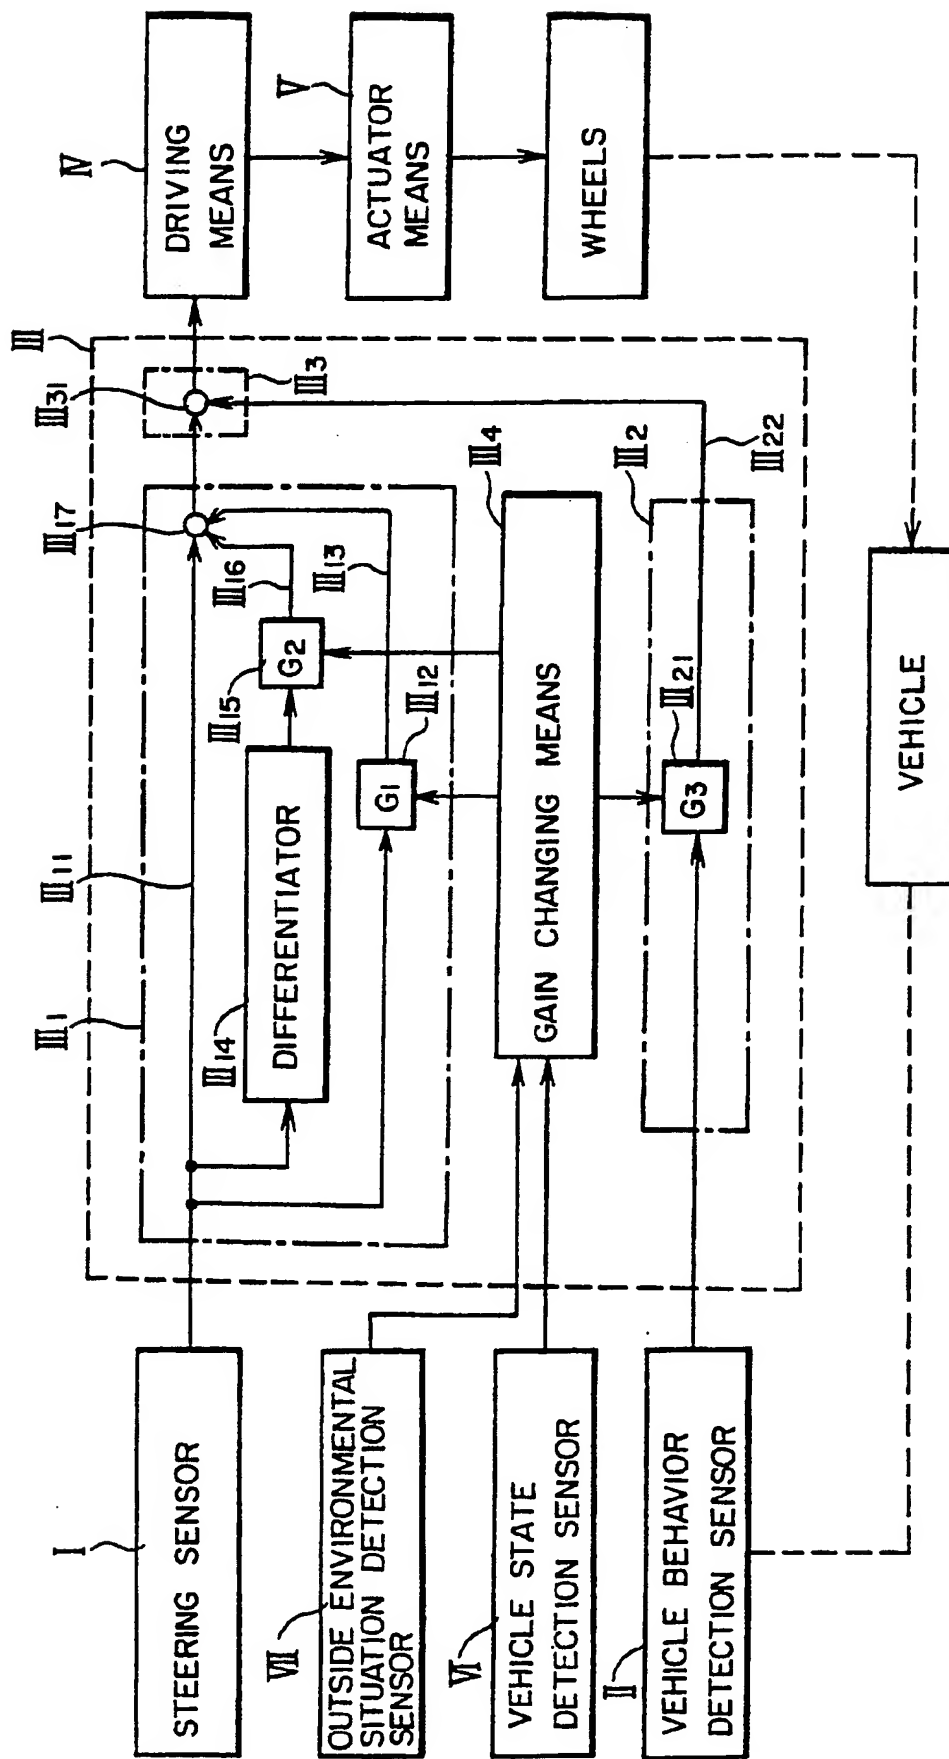 I
STEERING SENSOR
VII
OUTSIDE ENVIRONMENTAL
SITUATION DETECTION
SENSOR
VI
VEHICLE STATE
DETECTION SENSOR
II
VEHICLE BEHAVIOR
DETECTION SENSOR
III
III1
III11
III14
DIFFERENTIATOR
III15
G2
III16
III17
G1
III12
III13
III4
GAIN CHANGING MEANS
III2
G3
III21
III22
III31
III3
IV
DRIVING
MEANS
V
ACTUATOR
MEANS
WHEELS
VEHICLE